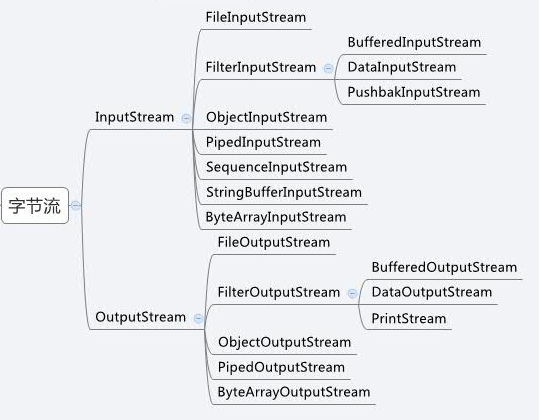 FileInputStream
BufferedInputStream
FilterInputStream
DataInputStream
PushbakInputStream
InputStream
ObjectInputStream
PipedInputStream
SequenceInputStream
StringBufferInputStream
字节流
ByteArrayInputStream
FileOutputStream
BufferedOutputStream
FilterOutputStream
DataOutputStream
OutputStream
PrintStream
ObjectOutputStream
PipedOutputStream
ByteArrayOutputStream